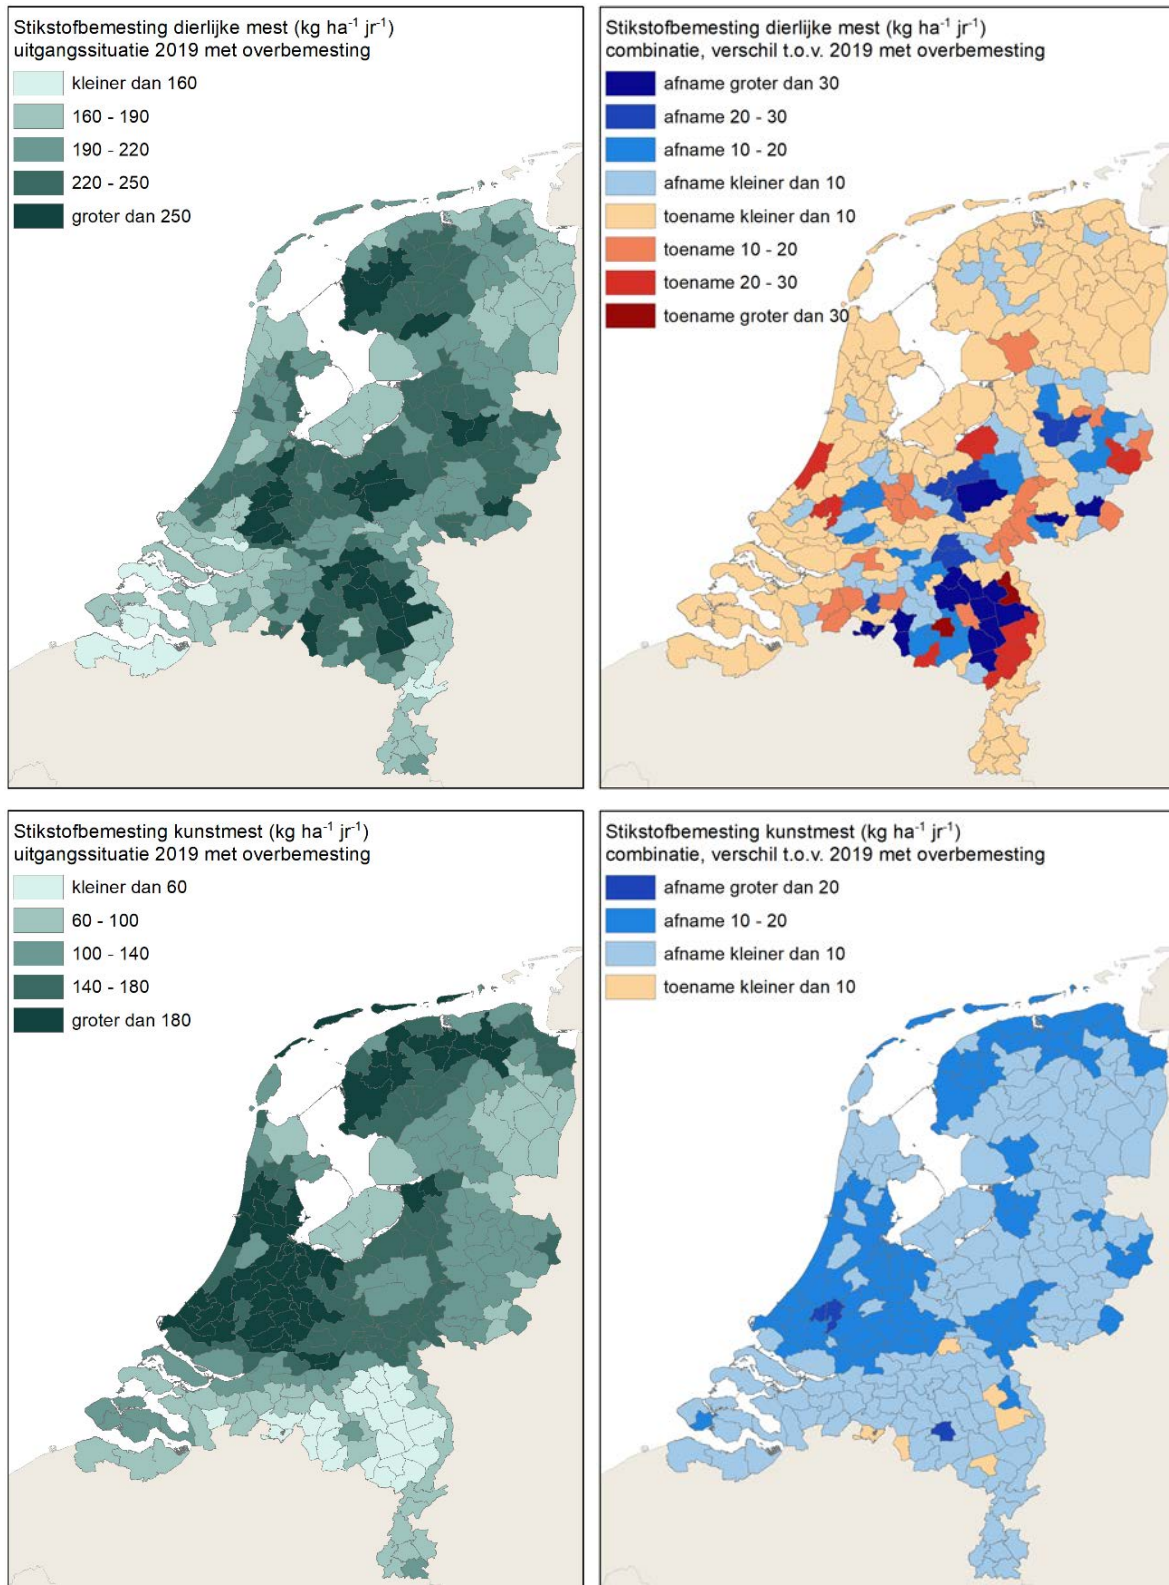 Stikstofbemesting dierlijke mest (kg ha⁻¹ jr⁻¹)
uitgangssituatie 2019 met overbemesting
kleiner dan 160
160 - 190
190 - 220
220 - 250
groter dan 250
Stikstofbemesting dierlijke mest (kg ha⁻¹ jr⁻¹)
combinatie, verschil t.o.v. 2019 met overbemesting
afname groter dan 30
afname 20 - 30
afname 10 - 20
afname kleiner dan 10
toename kleiner dan 10
toename 10 - 20
toename 20 - 30
toename groter dan 30
Stikstofbemesting kunstmest (kg ha⁻¹ jr⁻¹)
uitgangssituatie 2019 met overbemesting
kleiner dan 60
60 - 100
100 - 140
140 - 180
groter dan 180
Stikstofbemesting kunstmest (kg ha⁻¹ jr⁻¹)
combinatie, verschil t.o.v. 2019 met overbemesting
afname groter dan 20
afname 10 - 20
afname kleiner dan 10
toename kleiner dan 10